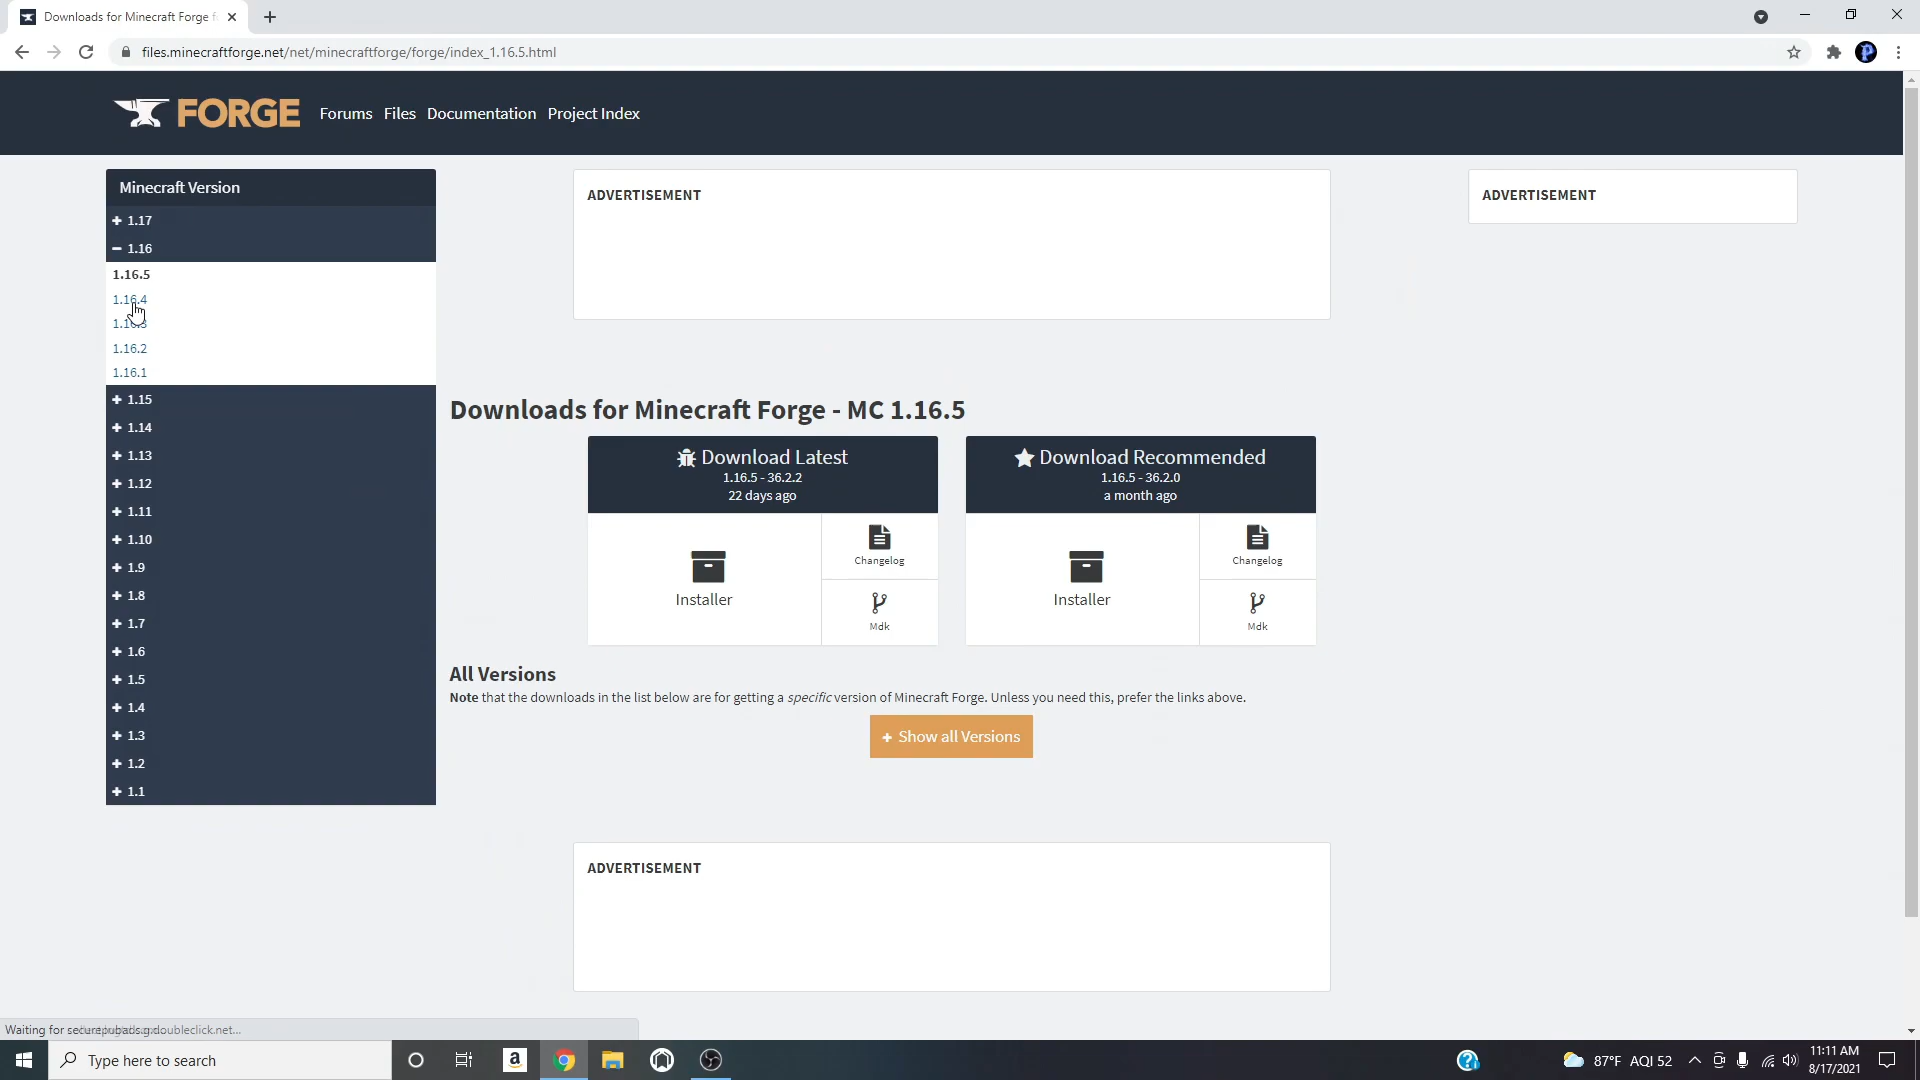 Downloads for Minecraft Forge f
files.minecraftforge.net/net/minecraftforge/forge/index_1.16.5.html
FORGE Forums Files Documentation Project Index
Minecraft Version
1.17
1.16
1.16.5
1.16.4
1.16.3
1.16.2
1.16.1
1.15
1.14
1.13
1.12
1.11
1.10
1.9
1.8
1.7
1.6
1.5
1.4
1.3
1.2
1.1
ADVERTISEMENT
ADVERTISEMENT
Downloads for Minecraft Forge - MC 1.16.5
Download Latest
1.16.5 - 36.2.2
22 days ago
Installer
Changelog
Mdk
Download Recommended
1.16.5 - 36.2.0
a month ago
Installer
Changelog
Mdk
All Versions
Note that the downloads in the list below are for getting a specific version of Minecraft Forge. Unless you need this, prefer the links above.
+ Show all Versions
ADVERTISEMENT
Waiting for
Type here to search
87°F AQI 52
11:11 AM
8/17/2021